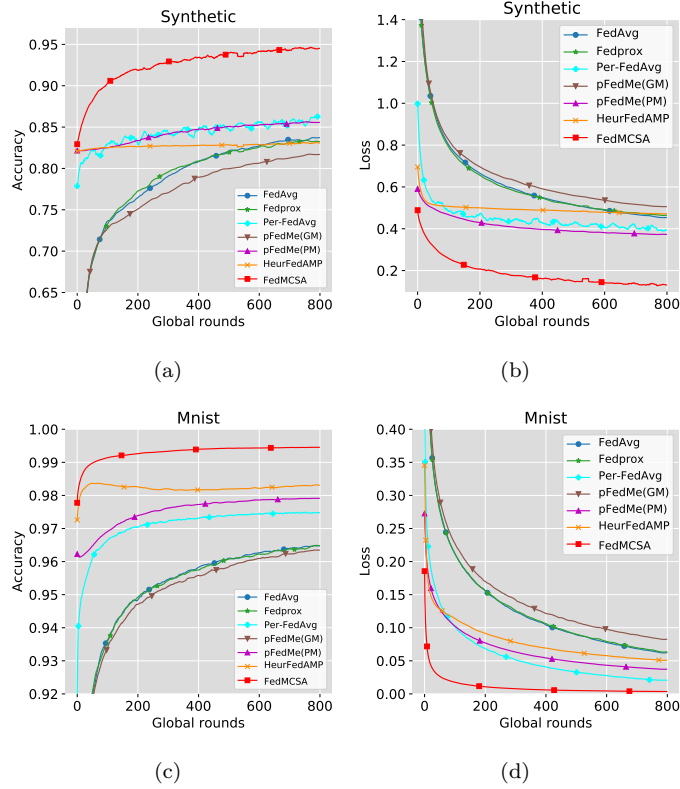 Synthetic
Accuracy
0.95
0.90
0.85
0.80
0.75
0.70
0.65
0
200
400
600
800
Global rounds
FedAvg
Fedprox
Per-FedAvg
pFedMe(GM)
pFedMe(PM)
HeurFedAMP
FedMCSA
(a)
Synthetic
Loss
1.4
1.2
1.0
0.8
0.6
0.4
0.2
0
200
400
600
800
Global rounds
FedAvg
Fedprox
Per-FedAvg
pFedMe(GM)
pFedMe(PM)
HeurFedAMP
FedMCSA
(b)
Mnist
Accuracy
1.00
0.99
0.98
0.97
0.96
0.95
0.94
0.93
0.92
0
200
400
600
800
Global rounds
FedAvg
Fedprox
Per-FedAvg
pFedMe(GM)
pFedMe(PM)
HeurFedAMP
FedMCSA
(c)
Mnist
Loss
0.40
0.35
0.30
0.25
0.20
0.15
0.10
0.05
0.00
0
200
400
600
800
Global rounds
FedAvg
Fedprox
Per-FedAvg
pFedMe(GM)
pFedMe(PM)
HeurFedAMP
FedMCSA
(d)